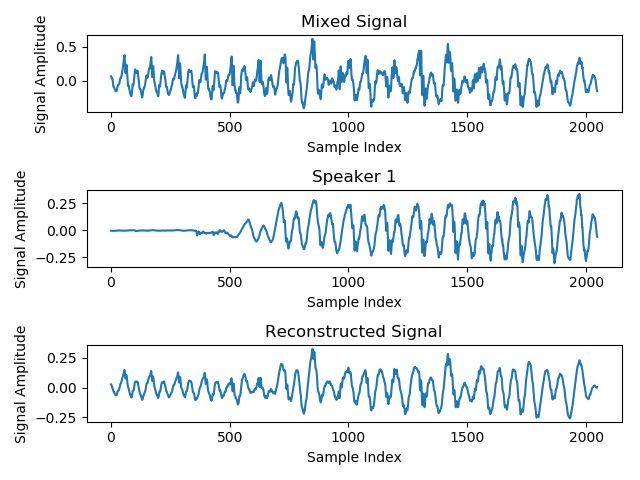 Mixed Signal
Signal Amplitude
0.5
0.0
0 500 1000 1500 2000
Sample Index
Speaker 1
Signal Amplitude
0.25
0.00
−0.25
0 500 1000 1500 2000
Sample Index
Reconstructed Signal
Signal Amplitude
0.25
0.00
−0.25
0 500 1000 1500 2000
Sample Index